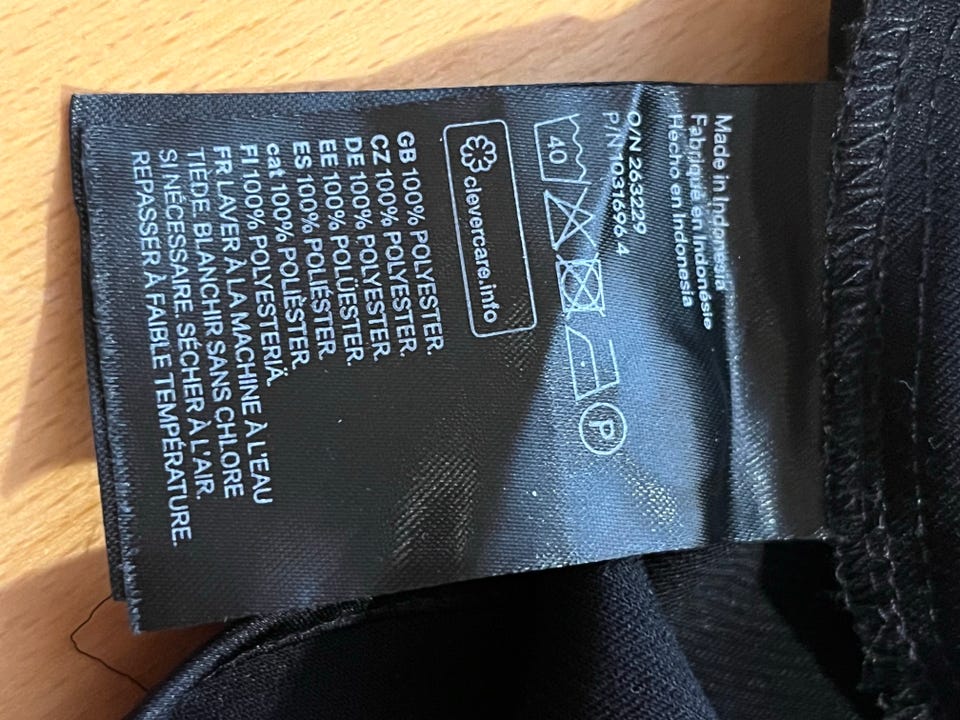 Made in Indonesia
Fabriqué en Indonésie
Hecho en Indonesia
O/N 263229
P/N 10316964
40
P
clevercare.info
GB 100% POLYESTER.
CZ 100% POLYESTER.
DE 100% POLYESTER.
EE 100% POLÜESTER.
ES 100% POLIÉSTER.
cat 100% POLIÈSTER.
FI 100% POLYESTERIÄ.
FR LAVER À LA MACHINE À L'EAU
TIÈDE. BLANCHIR SANS CHLORE
SI NÉCESSAIRE. SÉCHER À L'AIR.
REPASSER À FAIBLE TEMPÉRATURE.